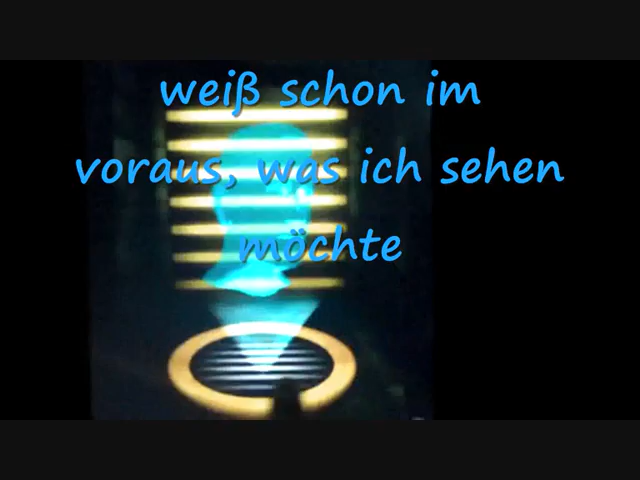 weiß schon im
voraus, was ich sehen
möchte